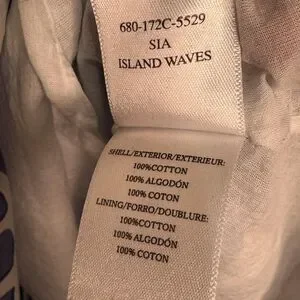 680-172C-5529
SIA
ISLAND WAVES
SHELL/EXTERIOR/EXTERIEUR:
100%COTTON
100% ALGODÓN
100% COTON
LINING/FORRO/DOUBLURE:
100%COTTON
100% ALGODÓN
100% COTON